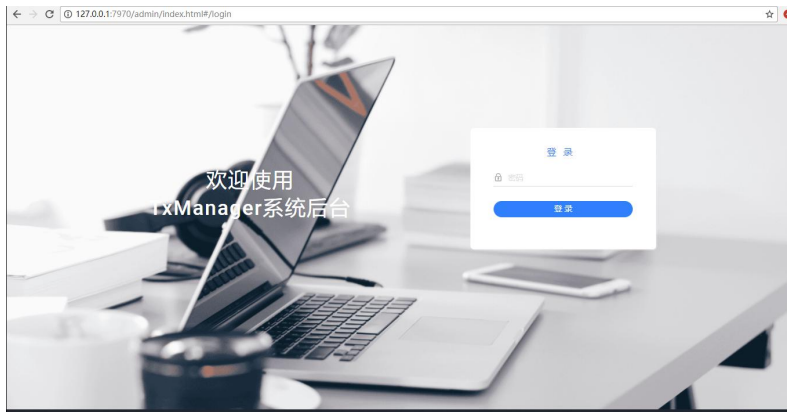 127.0.0.1:7970/admin/index.html#/login
欢迎使用
TxManager系统后台
登 录
密码
登录